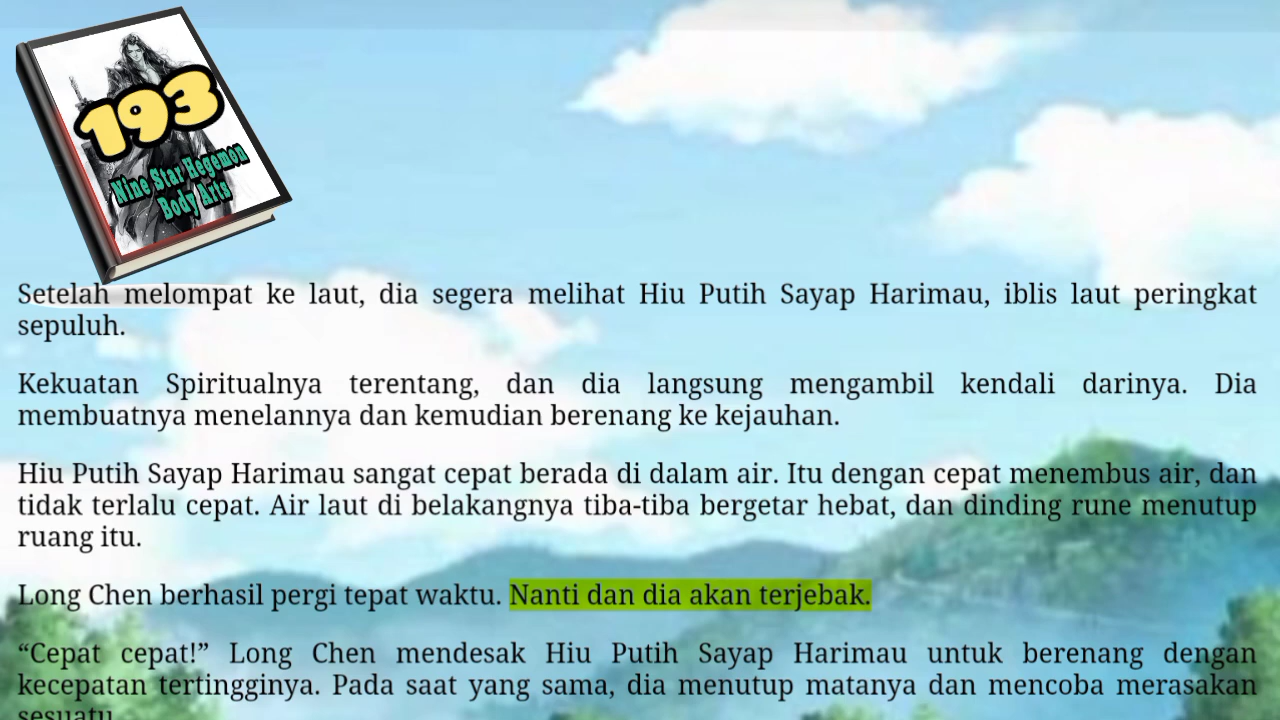 193
Nine Star Hegemon
Body Arts
Setelah melompat ke laut, dia segera melihat Hiu Putih Sayap Harimau, iblis laut peringkat
sepuluh.
Kekuatan Spiritualnya terentang, dan dia langsung mengambil kendali darinya. Dia
membuatnya menelannya dan kemudian berenang ke kejauhan.
Hiu Putih Sayap Harimau sangat cepat berada di dalam air. Itu dengan cepat menembus air, dan
tidak terlalu cepat. Air laut di belakangnya tiba-tiba bergetar hebat, dan dinding rune menutup
ruang itu.
Long Chen berhasil pergi tepat waktu. Nanti dan dia akan terjebak.
“Cepat cepat!” Long Chen mendesak Hiu Putih Sayap Harimau untuk berenang dengan
kecepatan tertingginya. Pada saat yang sama, dia menutup matanya dan mencoba merasakan
sesuatu.